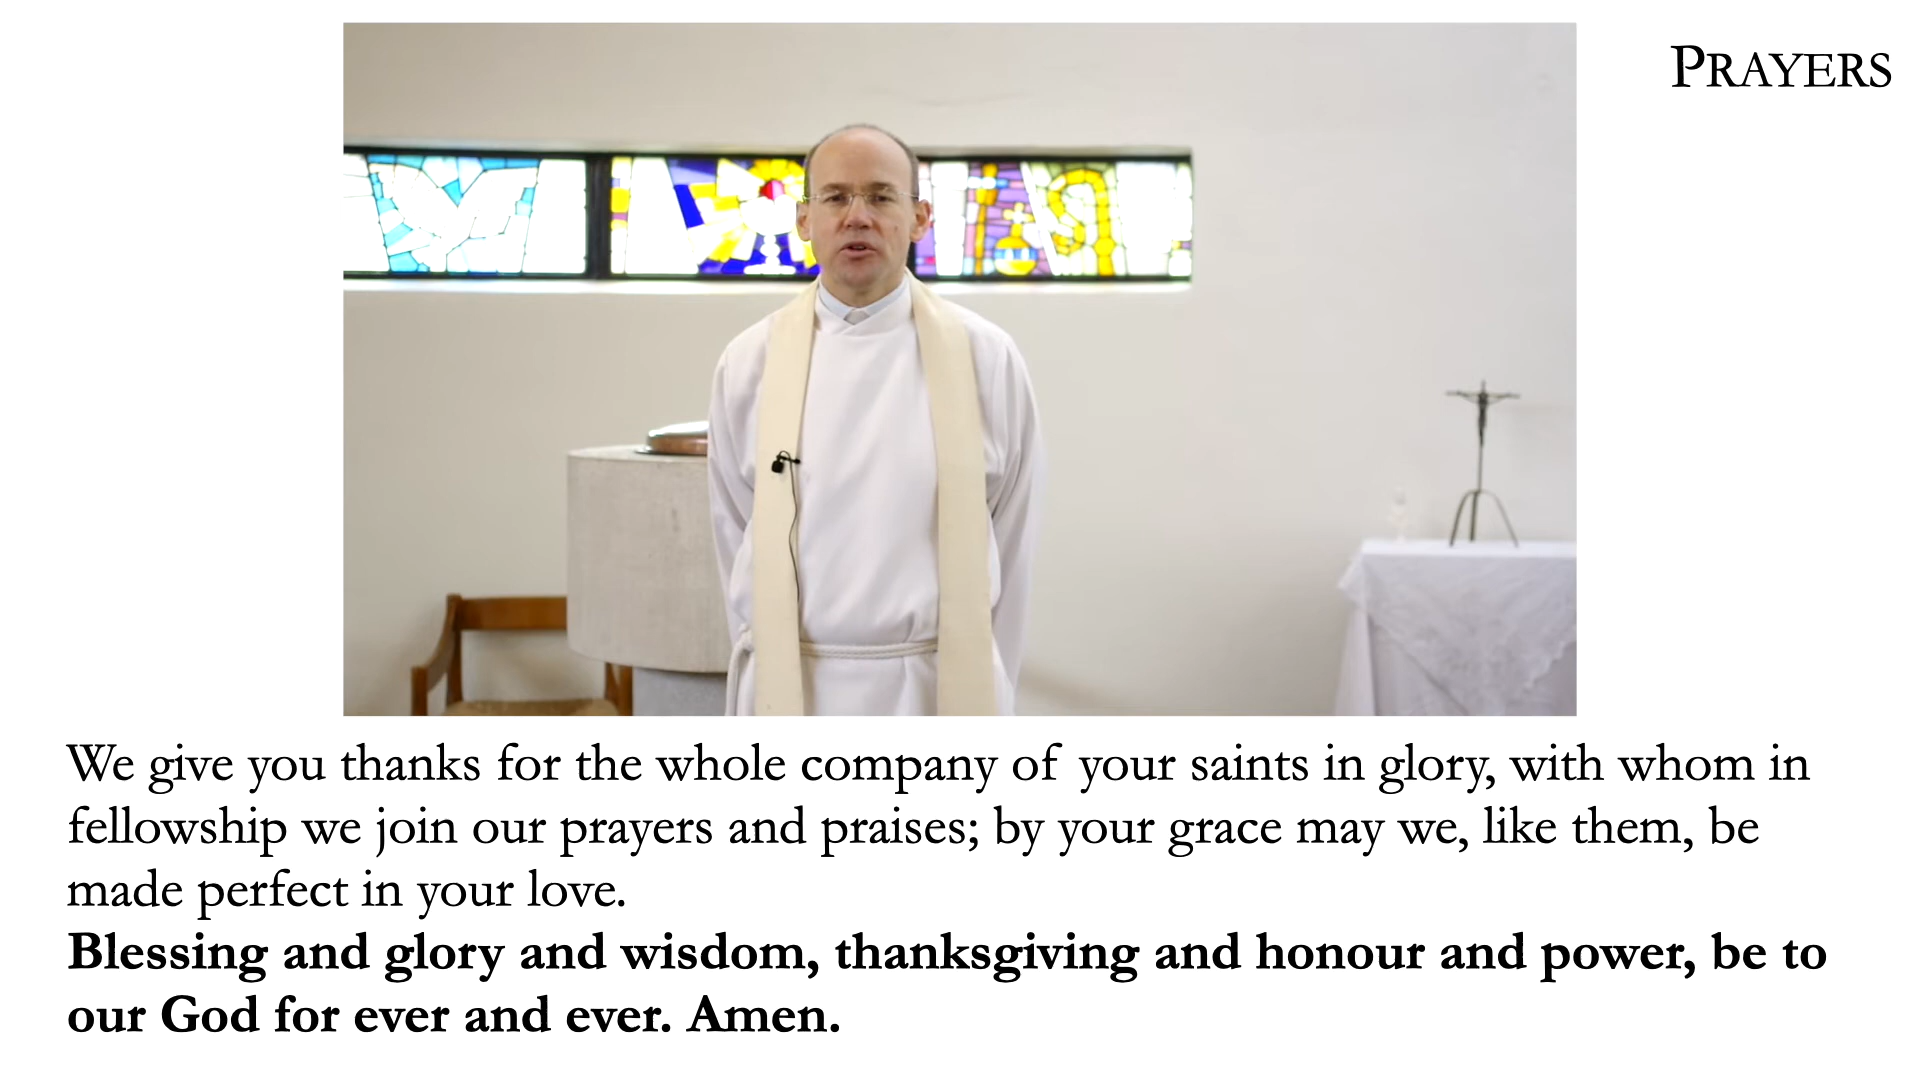 PRAYERS
We give you thanks for the whole company of your saints in glory, with whom in
fellowship we join our prayers and praises; by your grace may we, like them, be
made perfect in your love.
Blessing and glory and wisdom, thanksgiving and honour and power, be to
our God for ever and ever. Amen.